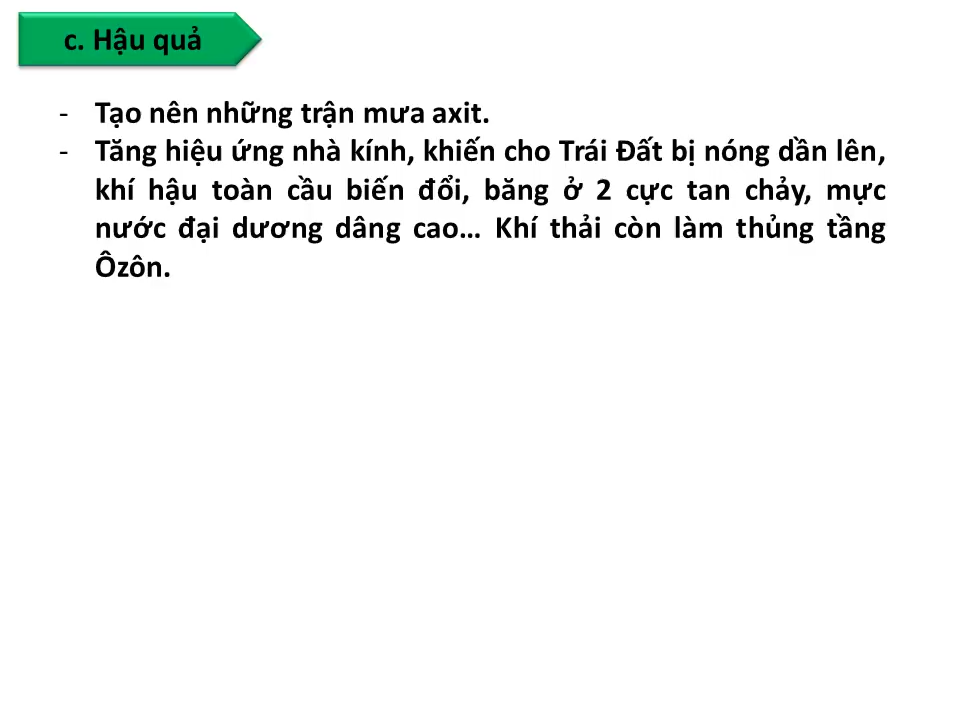 c. Hậu quả
- Tạo nên những trận mưa axit.
- Tăng hiệu ứng nhà kính, khiến cho Trái Đất bị nóng dần lên,
khí hậu toàn cầu biến đổi, băng ở 2 cực tan chảy, mực
nước đại dương dâng cao… Khí thải còn làm thủng tầng
Ôzôn.